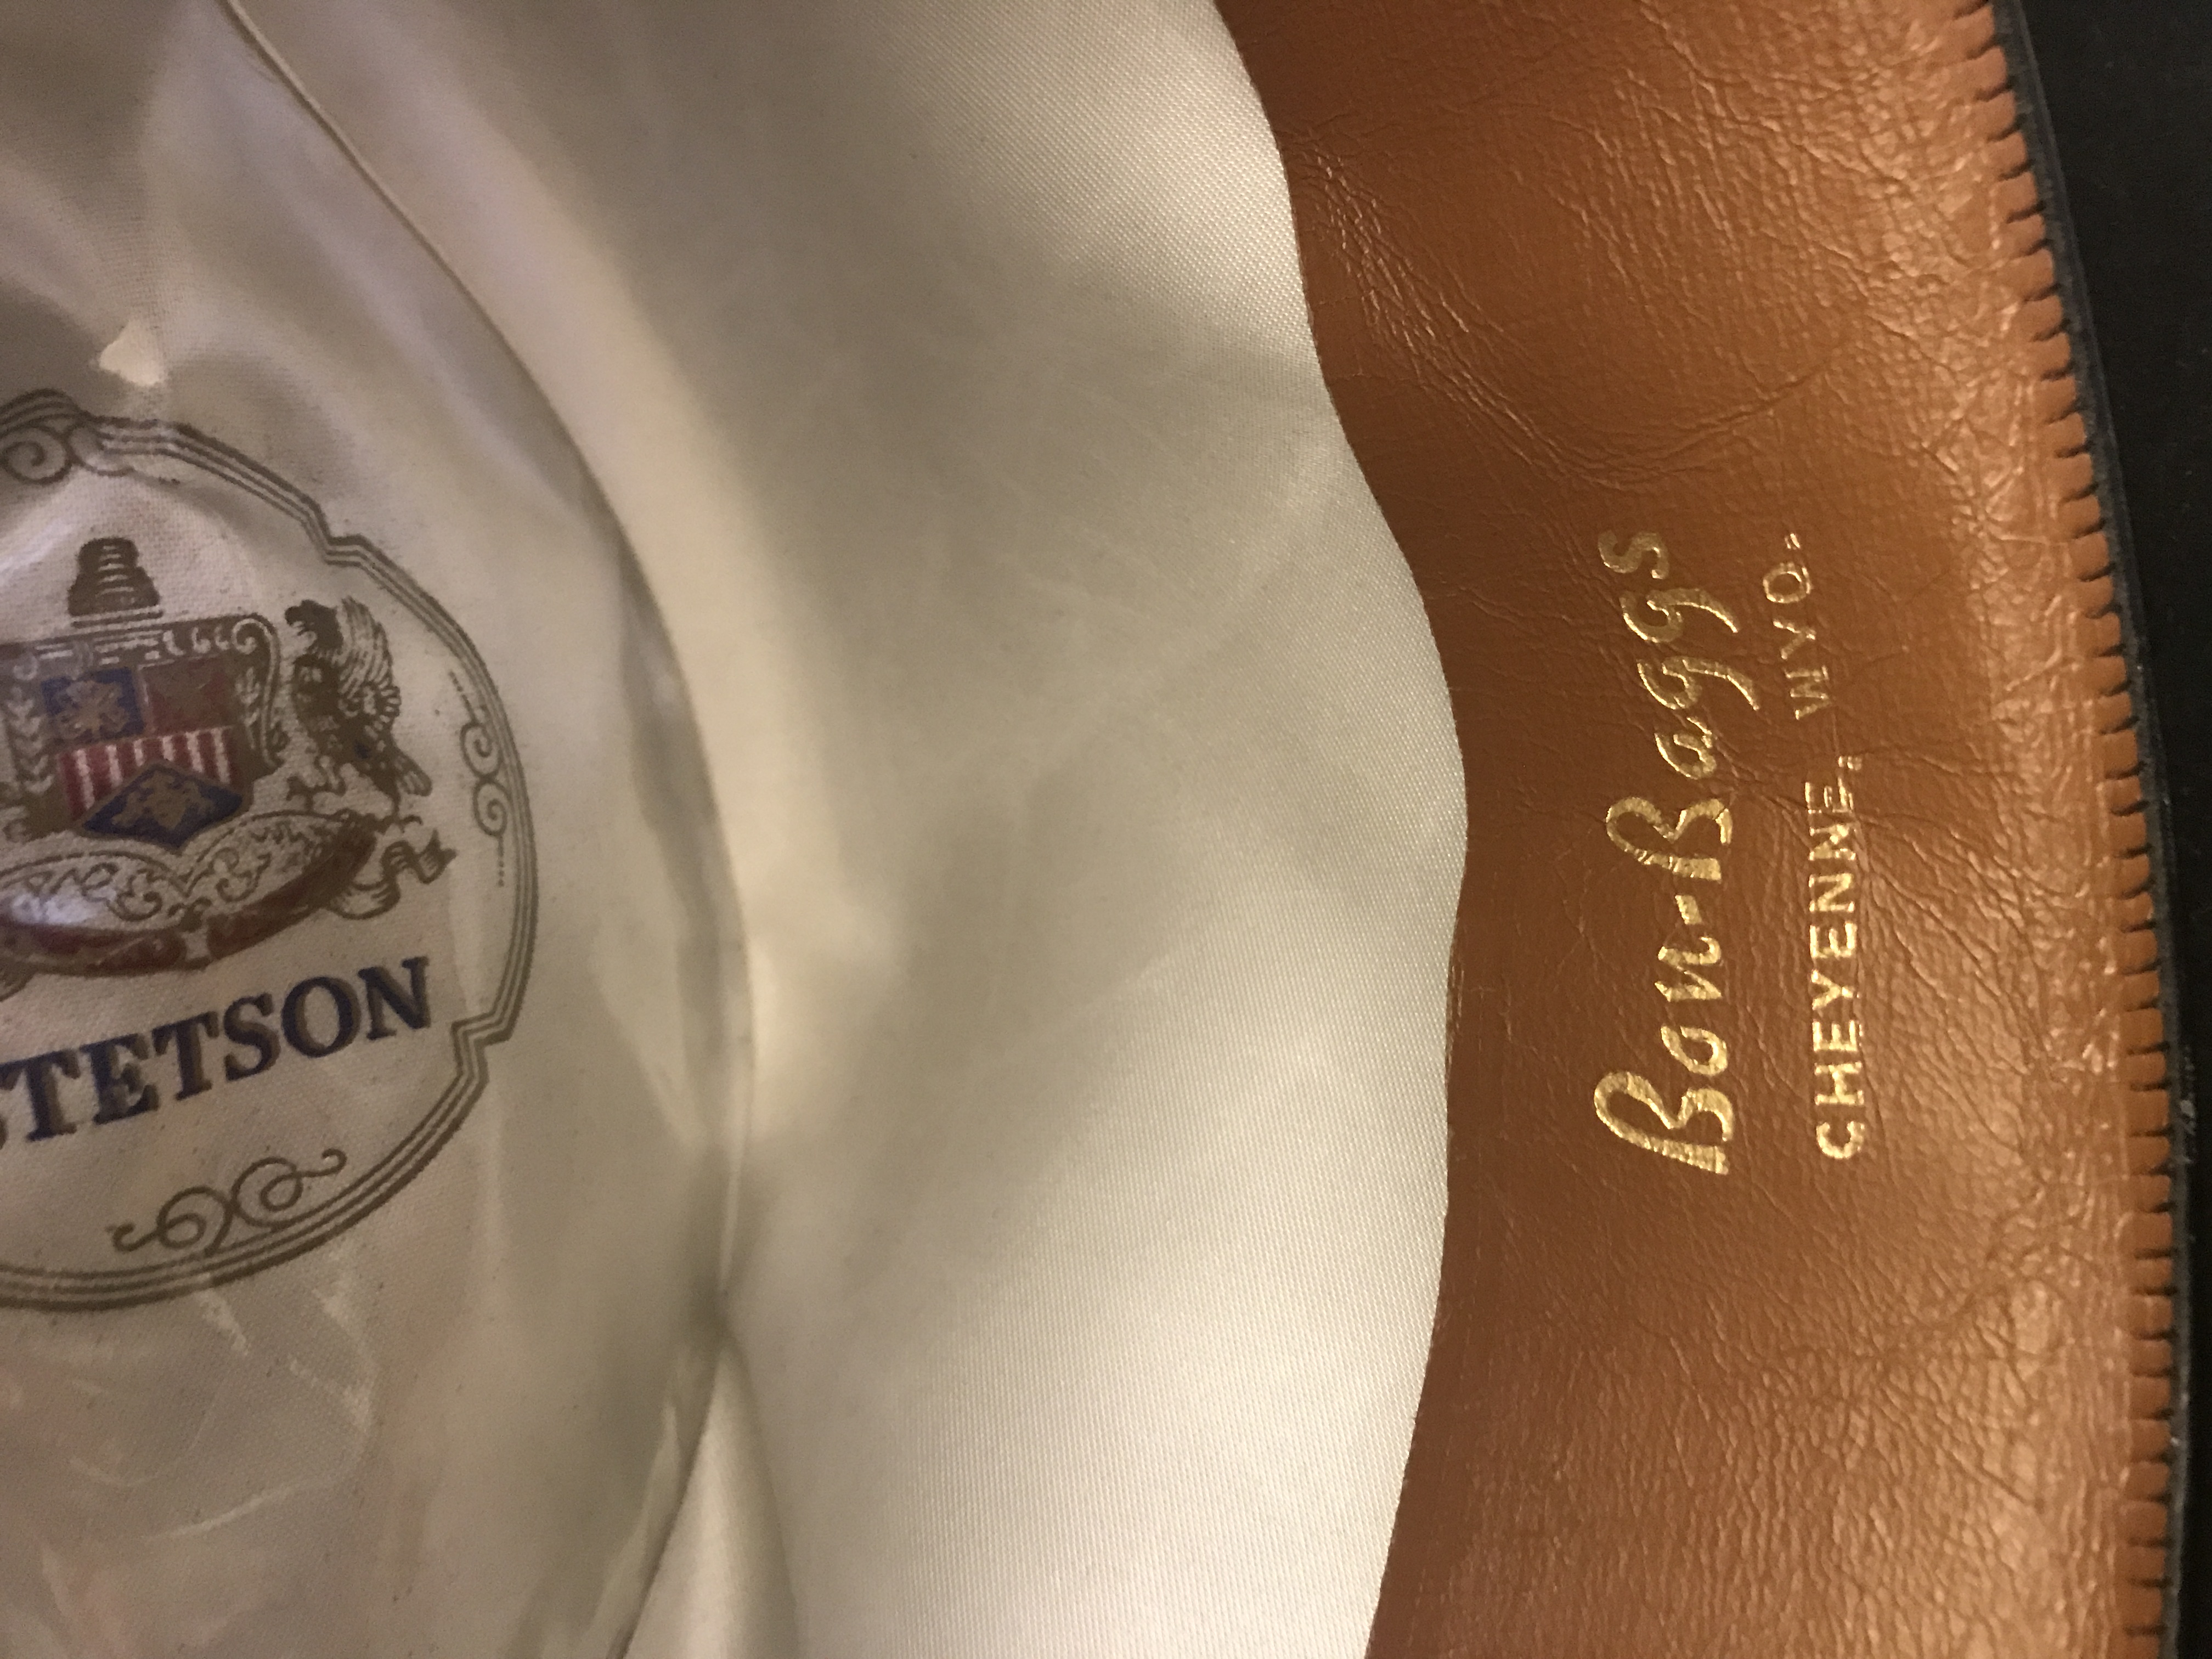 STETSON
Bon-Baggs
CHEYENNE, WYO.